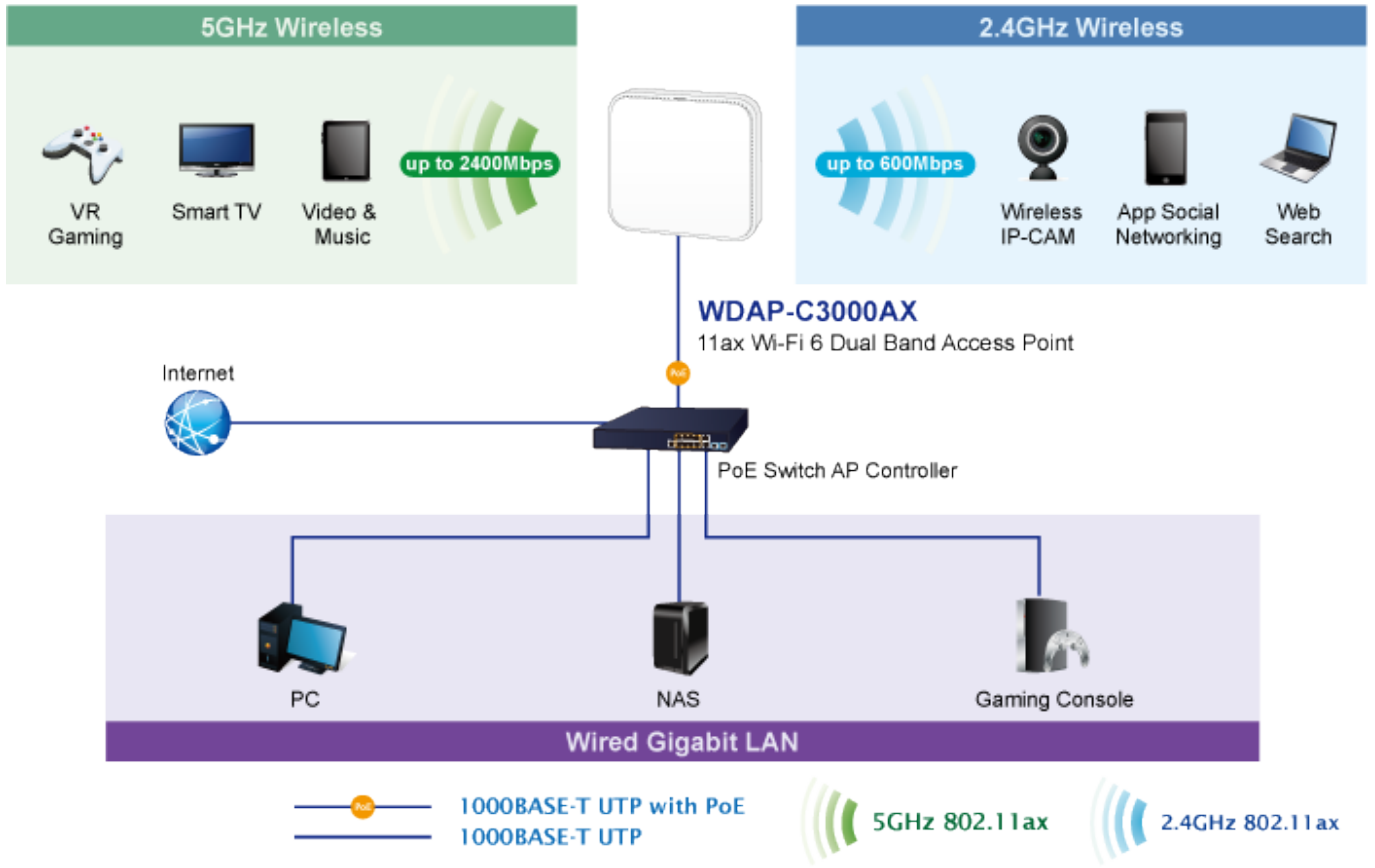 5GHz Wireless
2.4GHz Wireless
VR
Gaming
Smart TV
Video &
Music
up to 2400Mbps
up to 600Mbps
Wireless
IP-CAM
App Social
Networking
Web
Search
WDAP-C3000AX
11ax Wi-Fi 6 Dual Band Access Point
Internet
PoE
PoE Switch AP Controller
PC
NAS
Gaming Console
Wired Gigabit LAN
PoE
1000BASE-T UTP with PoE
1000BASE-T UTP
5GHz 802.11ax
2.4GHz 802.11ax